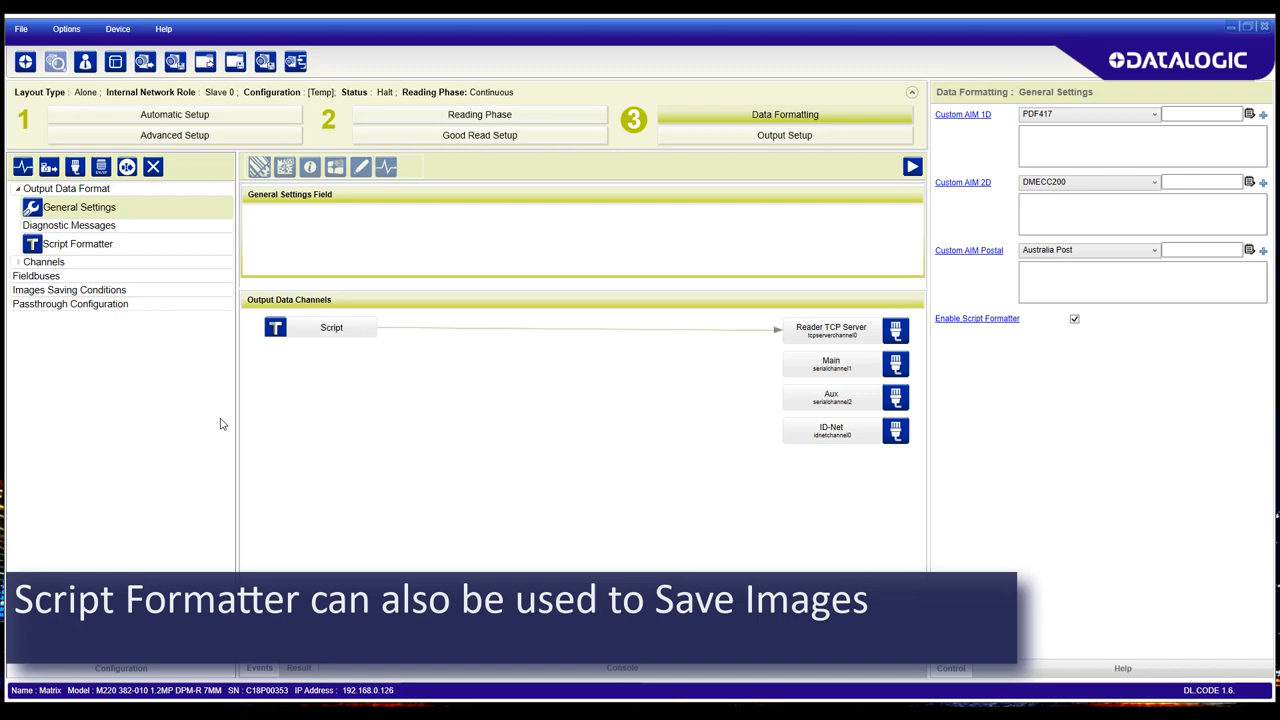 File Options Device Help
DATALOGIC
Layout Type : Alone ; Internal Network Role : Slave 0 ; Configuration : [Temp]; Status : Halt ; Reading Phase: Continuous
1 Automatic Setup
Advanced Setup
2 Reading Phase
Good Read Setup
3 Data Formatting
Output Setup
Output Data Format
General Settings
Diagnostic Messages
T Script Formatter
Channels
Fieldbuses
Images Saving Conditions
Passthrough Configuration
General Settings Field
Output Data Channels
T Script
Reader TCP Server
tcpserverchannel0
Main
serialchannel1
Aux
serialchannel2
ID-Net
idnetchannel0
Data Formatting : General Settings
Custom AIM 1D PDF417
Custom AIM 2D DMECC200
Custom AIM Postal Australia Post
Enable Script Formatter
Script Formatter can also be used to Save Images
Configuration
Events Result Console
Control Help
Name : Matrix Model : M220 382-010 1.2MP DPM-R 7MM SN : C18P00353 IP Address : 192.168.0.126
DL.CODE 1.6.